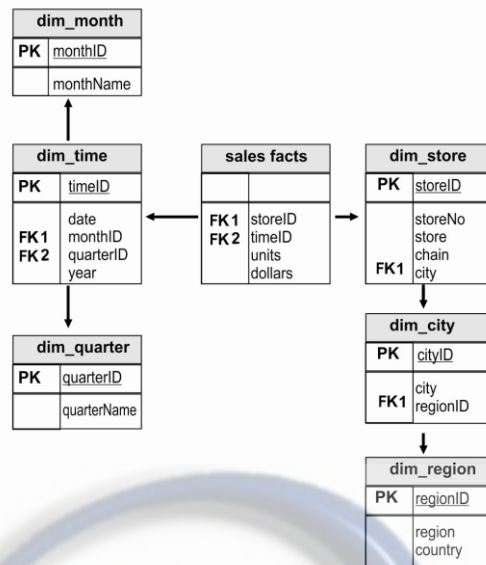 dim_month
PK monthID
monthName
dim_time
PK timeID
date
FK1 monthID
FK2 quarterID
year
sales facts
FK1 storeID
FK2 timeID
units
dollars
dim_store
PK storeID
storeNo
store
chain
FK1 city
dim_quarter
PK quarterID
quarterName
dim_city
PK cityID
city
FK1 regionID
dim_region
PK regionID
region
country